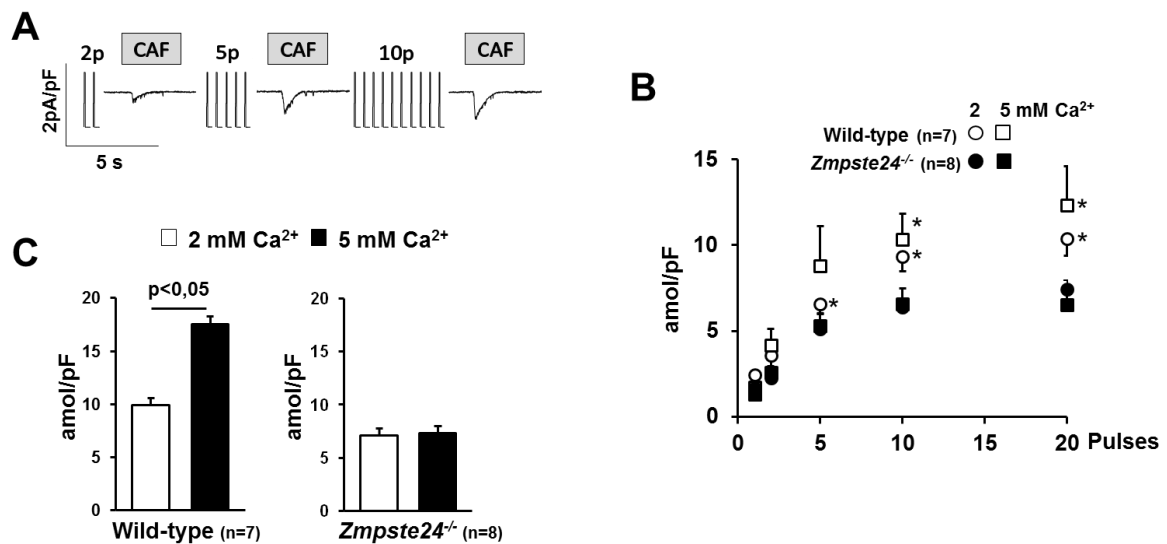 A
2p CAF 5p CAF 10p CAF
2pA/pF
5 s
B
2 5 mM Ca²⁺
Wild-type (n=7)
Zmpste24⁻/⁻ (n=8)
15
10
5
0
amol/pF
0 5 10 15 20 Pulses
*
*
*
*
*
C
2 mM Ca²⁺ 5 mM Ca²⁺
p<0,05
20
15
10
5
0
amol/pF
Wild-type (n=7)
20
15
10
5
0
amol/pF
Zmpste24⁻/⁻ (n=8)